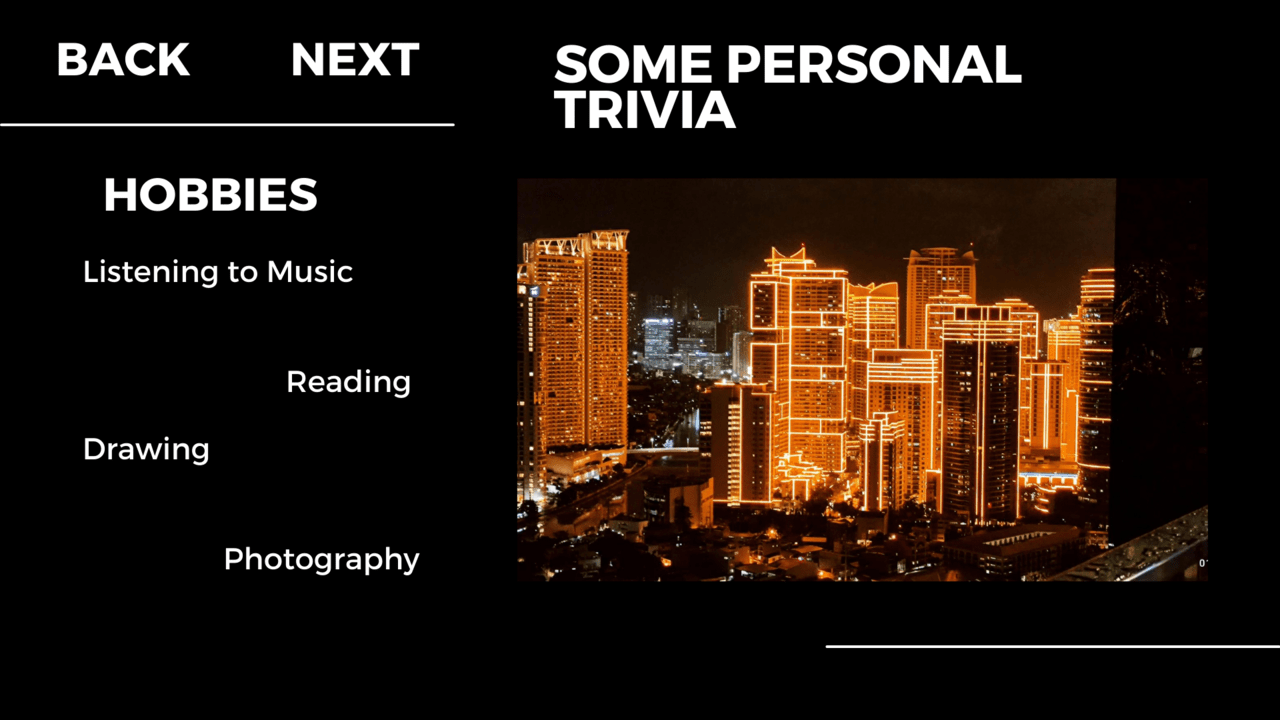 BACK NEXT
SOME PERSONAL
TRIVIA
HOBBIES
Listening to Music
Reading
Drawing
Photography